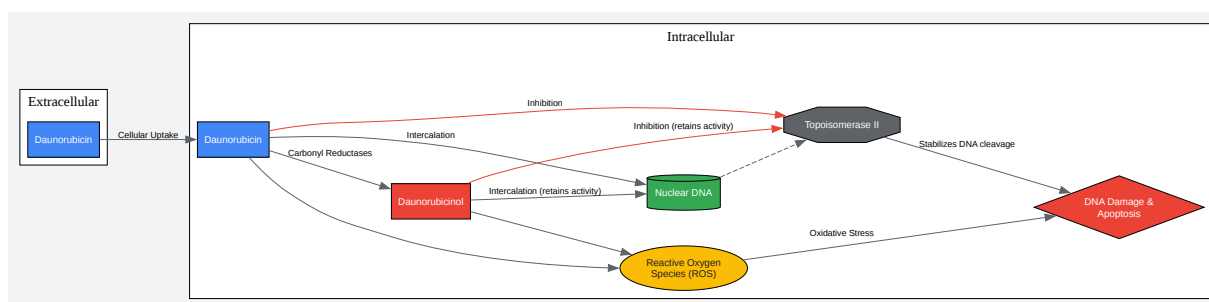 Intracellular
Extracellular
Daunorubicin
Cellular Uptake
Daunorubicin
Inhibition
Intercalation
Carbonyl Reductases
Daunorubicinol
Inhibition (retains activity)
Intercalation (retains activity)
Topoisomerase II
Nuclear DNA
Reactive Oxygen
Species (ROS)
Stabilizes DNA cleavage
Oxidative Stress
DNA Damage &
Apoptosis